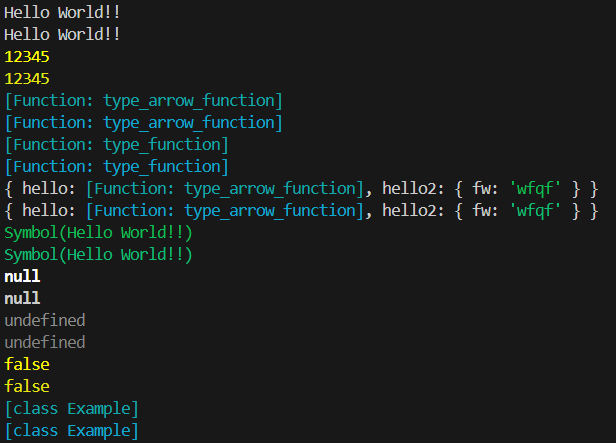 Hello World!!
Hello World!!
12345
12345
[Function: type_arrow_function]
[Function: type_arrow_function]
[Function: type_function]
[Function: type_function]
{ hello: [Function: type_arrow_function], hello2: { fw: 'wfqf' } }
{ hello: [Function: type_arrow_function], hello2: { fw: 'wfqf' } }
Symbol(Hello World!!)
Symbol(Hello World!!)
null
null
undefined
undefined
false
false
[class Example]
[class Example]